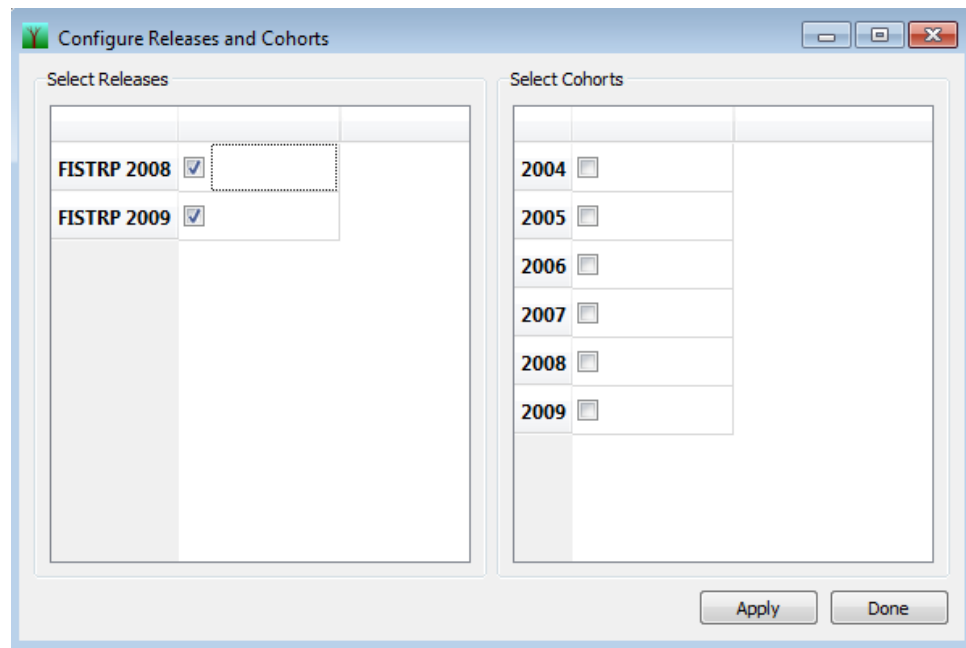 Configure Releases and Cohorts
Select Releases
FISTRP 2008
FISTRP 2009
Select Cohorts
2004
2005
2006
2007
2008
2009
Apply
Done